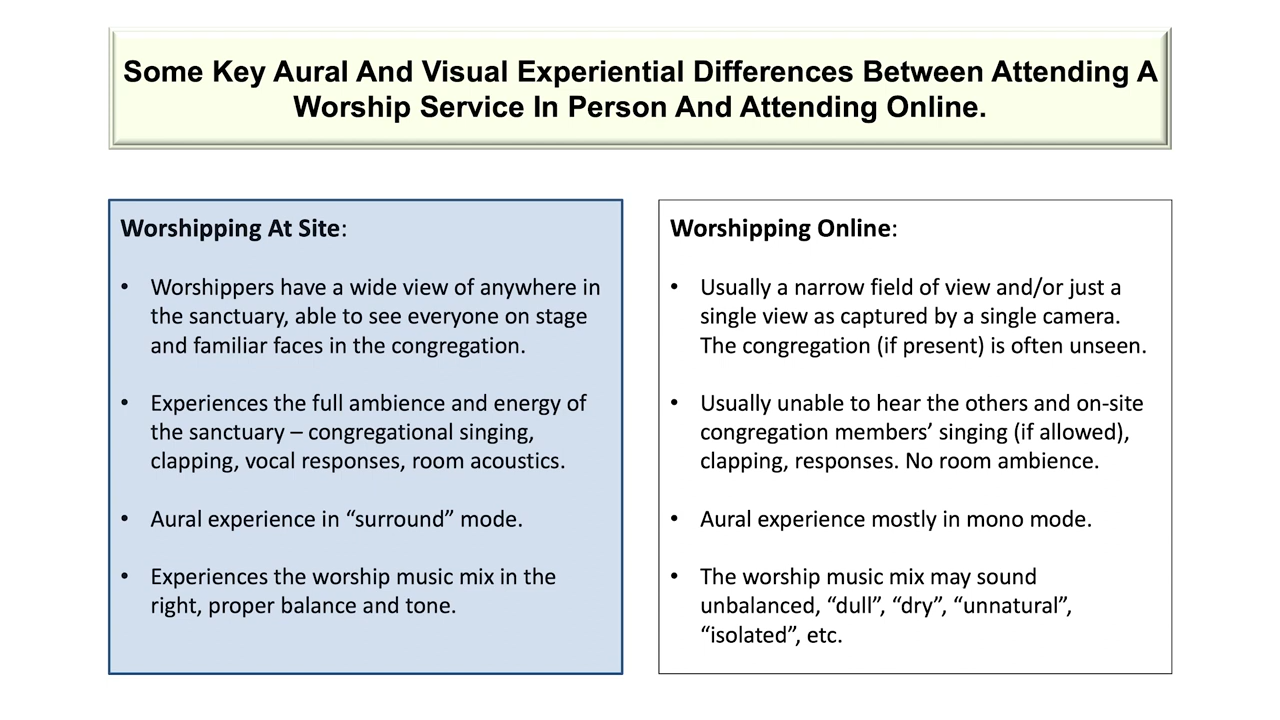 Some Key Aural And Visual Experiential Differences Between Attending A
Worship Service In Person And Attending Online.
Worshipping At Site:
• Worshippers have a wide view of anywhere in
the sanctuary, able to see everyone on stage
and familiar faces in the congregation.
• Experiences the full ambience and energy of
the sanctuary – congregational singing,
clapping, vocal responses, room acoustics.
• Aural experience in “surround” mode.
• Experiences the worship music mix in the
right, proper balance and tone.
Worshipping Online:
• Usually a narrow field of view and/or just a
single view as captured by a single camera.
The congregation (if present) is often unseen.
• Usually unable to hear the others and on-site
congregation members’ singing (if allowed),
clapping, responses. No room ambience.
• Aural experience mostly in mono mode.
• The worship music mix may sound
unbalanced, “dull”, “dry”, “unnatural”,
“isolated”, etc.